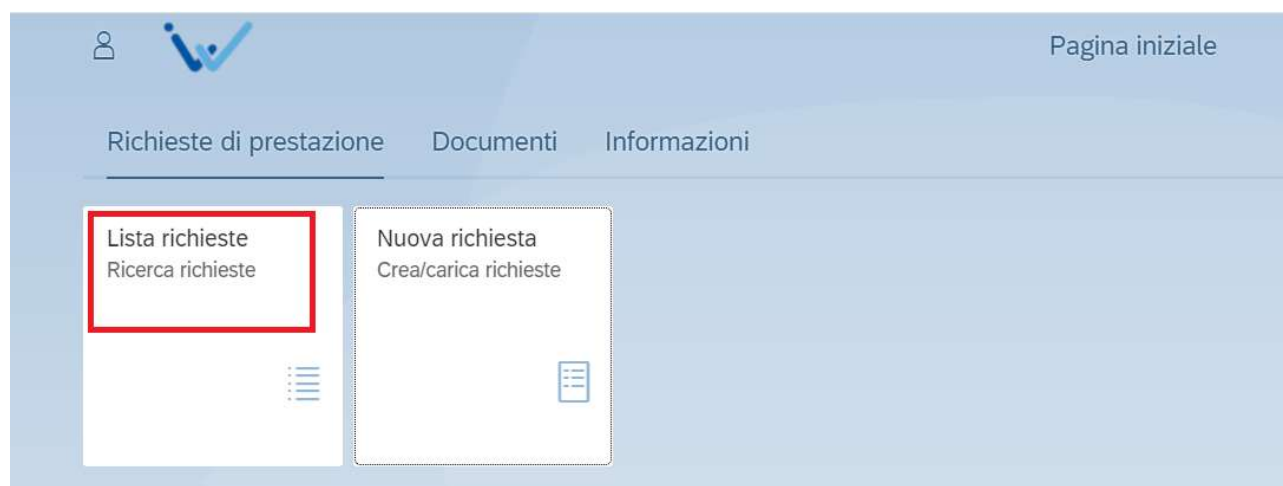 Pagina iniziale
Richieste di prestazione Documenti Informazioni
Lista richieste
Ricerca richieste
Nuova richiesta
Crea/carica richieste